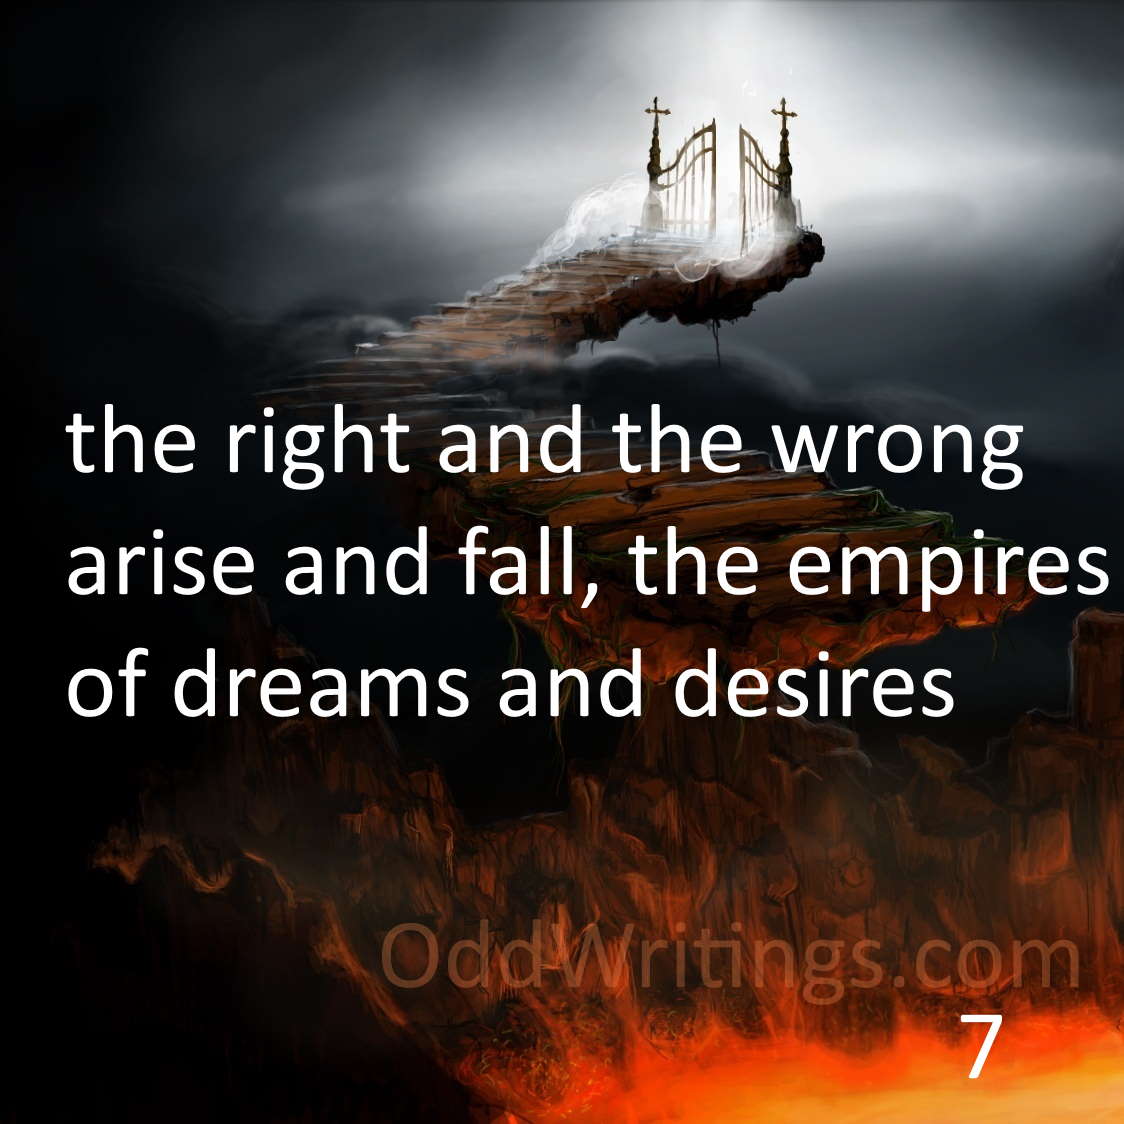 the right and the wrong
arise and fall, the empires
of dreams and desires
OddWritings.com
7